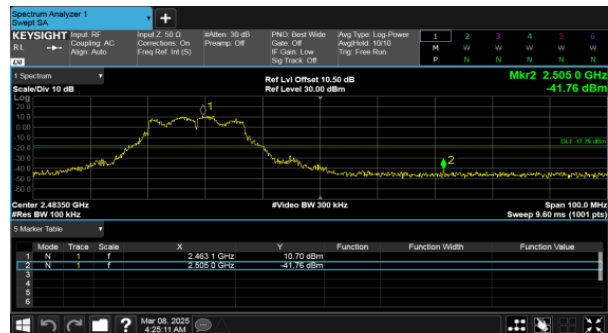 Spectrum Analyzer 1
Swept SA
+
KEYSIGHT Input: RF Input Z: 50 Ω #Atten: 30 dB PNO: Best Wide Avg Type: Log-Power 1 2 3 4 5 6
R L Coupling: AC Corrections: On Preamp: Off Gate: Off Avg|Hold: 10/10 M W W W W W
Align: Auto Freq Ref: Int (S) IF Gain: Low Trig: Free Run
Sig Track: Off P N N N N N
LXI
1 Spectrum
Ref Lvl Offset 10.50 dB Mkr2 2.505 0 GHz
Scale/Div 10 dB Ref Level 30.00 dBm -41.76 dBm
Log
20.0
10.0
0.00
-10.0
-20.0
-30.0
-40.0
-50.0
-60.0
1
DL1 -17.79 dBm
2
Center 2.48350 GHz #Video BW 300 kHz Span 100.0 MHz
#Res BW 100 kHz Sweep 9.60 ms (1001 pts)
5 Marker Table
Mode Trace Scale X Y Function Function Width Function Value
1 N 1 f 2.463 1 GHz 10.70 dBm
2 N 1 f 2.505 0 GHz -41.76 dBm
3
4
5
6
? Mar 08, 2025
4:25:11 AM